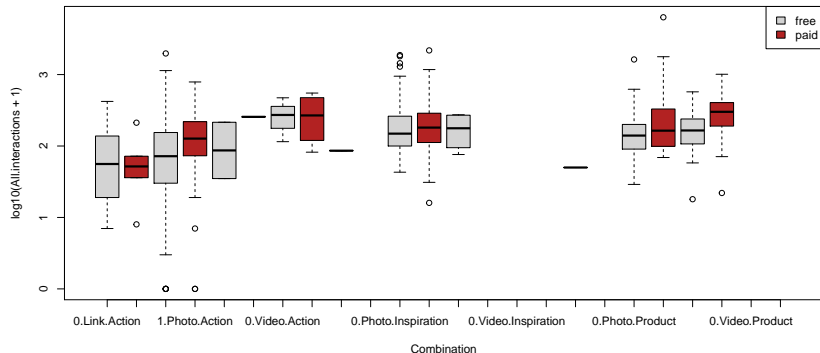 free
paid
log10(All.interactions + 1)
3
2
1
0
0.Link.Action 1.Photo.Action 0.Video.Action 0.Photo.Inspiration 0.Video.Inspiration 0.Photo.Product 0.Video.Product
Combination